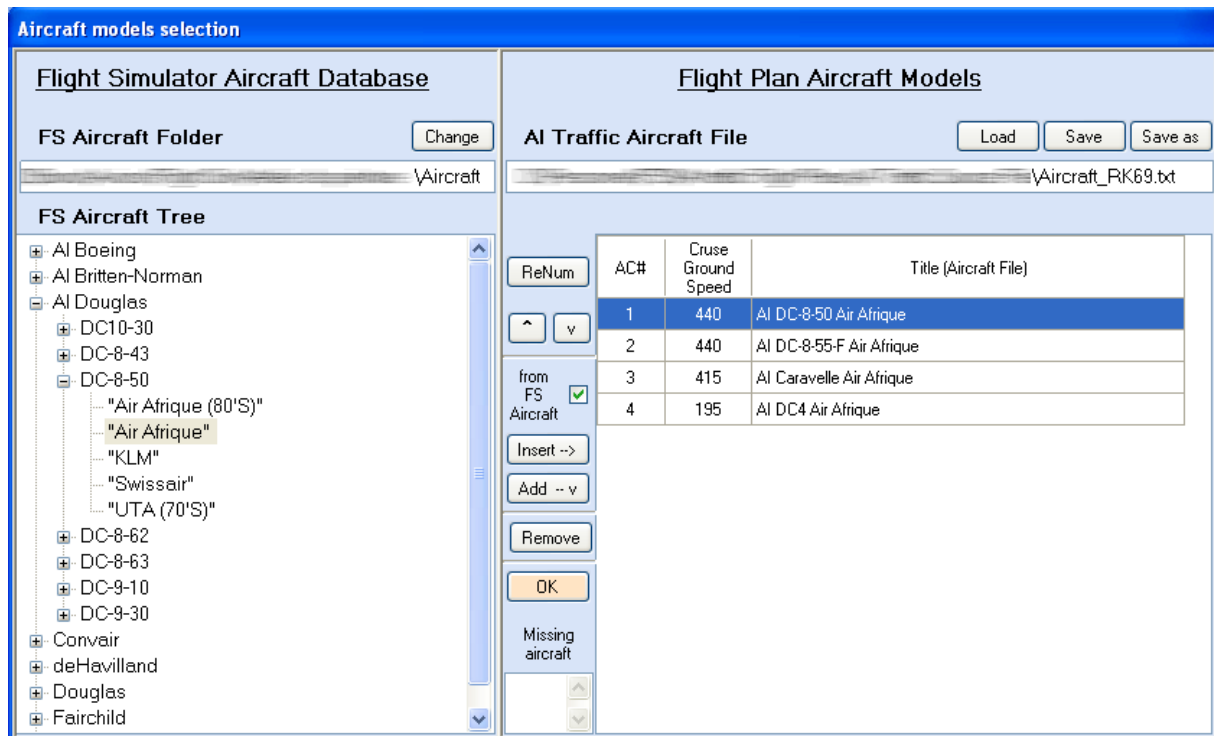 Aircraft models selection
Flight Simulator Aircraft Database
FS Aircraft Folder
Change
\Aircraft
FS Aircraft Tree
AI Boeing
AI Britten-Norman
AI Douglas
DC10-30
DC-8-43
DC-8-50
"Air Afrique (80'S)"
"Air Afrique"
"KLM"
"Swissair"
"UTA (70'S)"
DC-8-62
DC-8-63
DC-9-10
DC-9-30
Convair
deHavilland
Douglas
Fairchild
Flight Plan Aircraft Models
AI Traffic Aircraft File
Load Save Save as
\Aircraft_RK69.txt
ReNum
^ v
from
FS
Aircraft
Insert -->
Add -- v
Remove
OK
Missing
aircraft
AC# Cruse Ground Speed Title (Aircraft File)
1 440 AI DC-8-50 Air Afrique
2 440 AI DC-8-55-F Air Afrique
3 415 AI Caravelle Air Afrique
4 195 AI DC4 Air Afrique